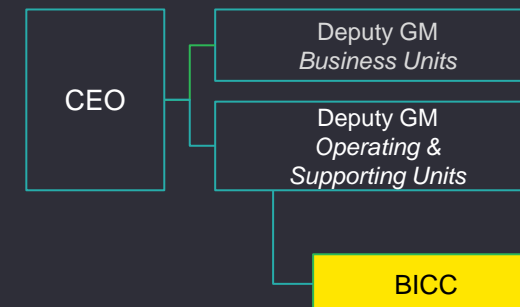 CEO
Deputy GM
Business Units
Deputy GM
Operating &
Supporting Units
BICC